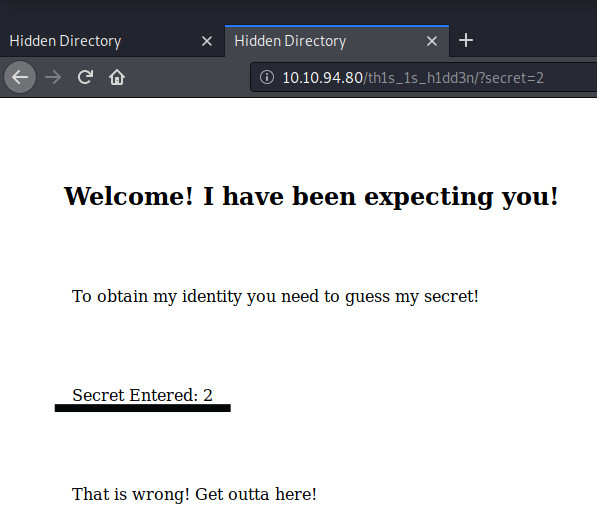 Hidden Directory
Hidden Directory
10.10.94.80/th1s_1s_h1dd3n/?secret=2
Welcome! I have been expecting you!
To obtain my identity you need to guess my secret!
Secret Entered: 2
That is wrong! Get outta here!